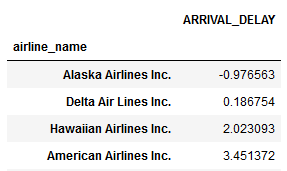 ARRIVAL_DELAY
airline_name
Alaska Airlines Inc. -0.976563
Delta Air Lines Inc. 0.186754
Hawaiian Airlines Inc. 2.023093
American Airlines Inc. 3.451372